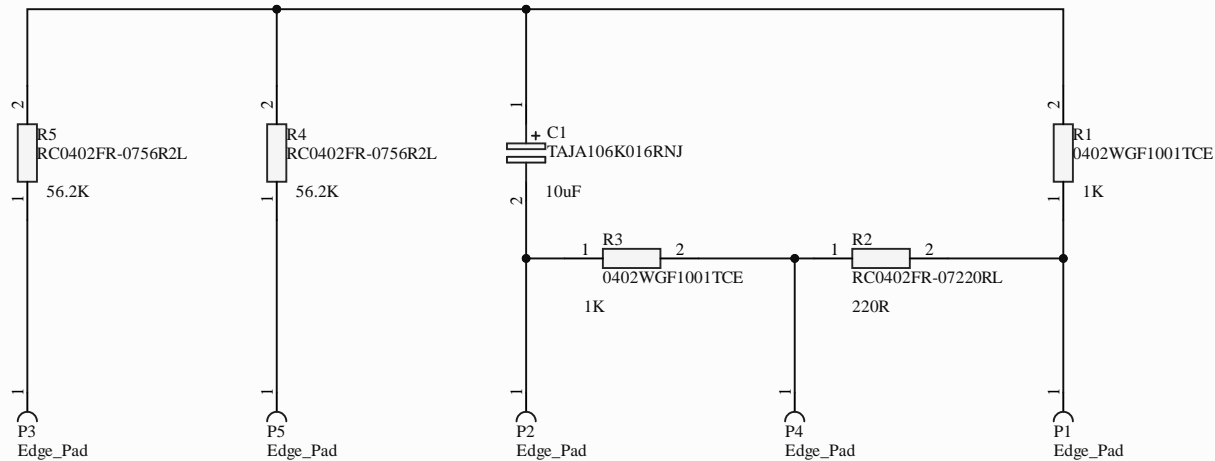 2
R5
RC0402FR-0756R2L
56.2K
1
1
P3
Edge_Pad
2
R4
RC0402FR-0756R2L
56.2K
1
1
P5
Edge_Pad
1
+
C1
TAJA106K016RNJ
10uF
2
1
R3
2
0402WGF1001TCE
1K
1
P2
Edge_Pad
1
R2
2
RC0402FR-07220RL
220R
1
P4
Edge_Pad
2
R1
0402WGF1001TCE
1K
1
1
P1
Edge_Pad